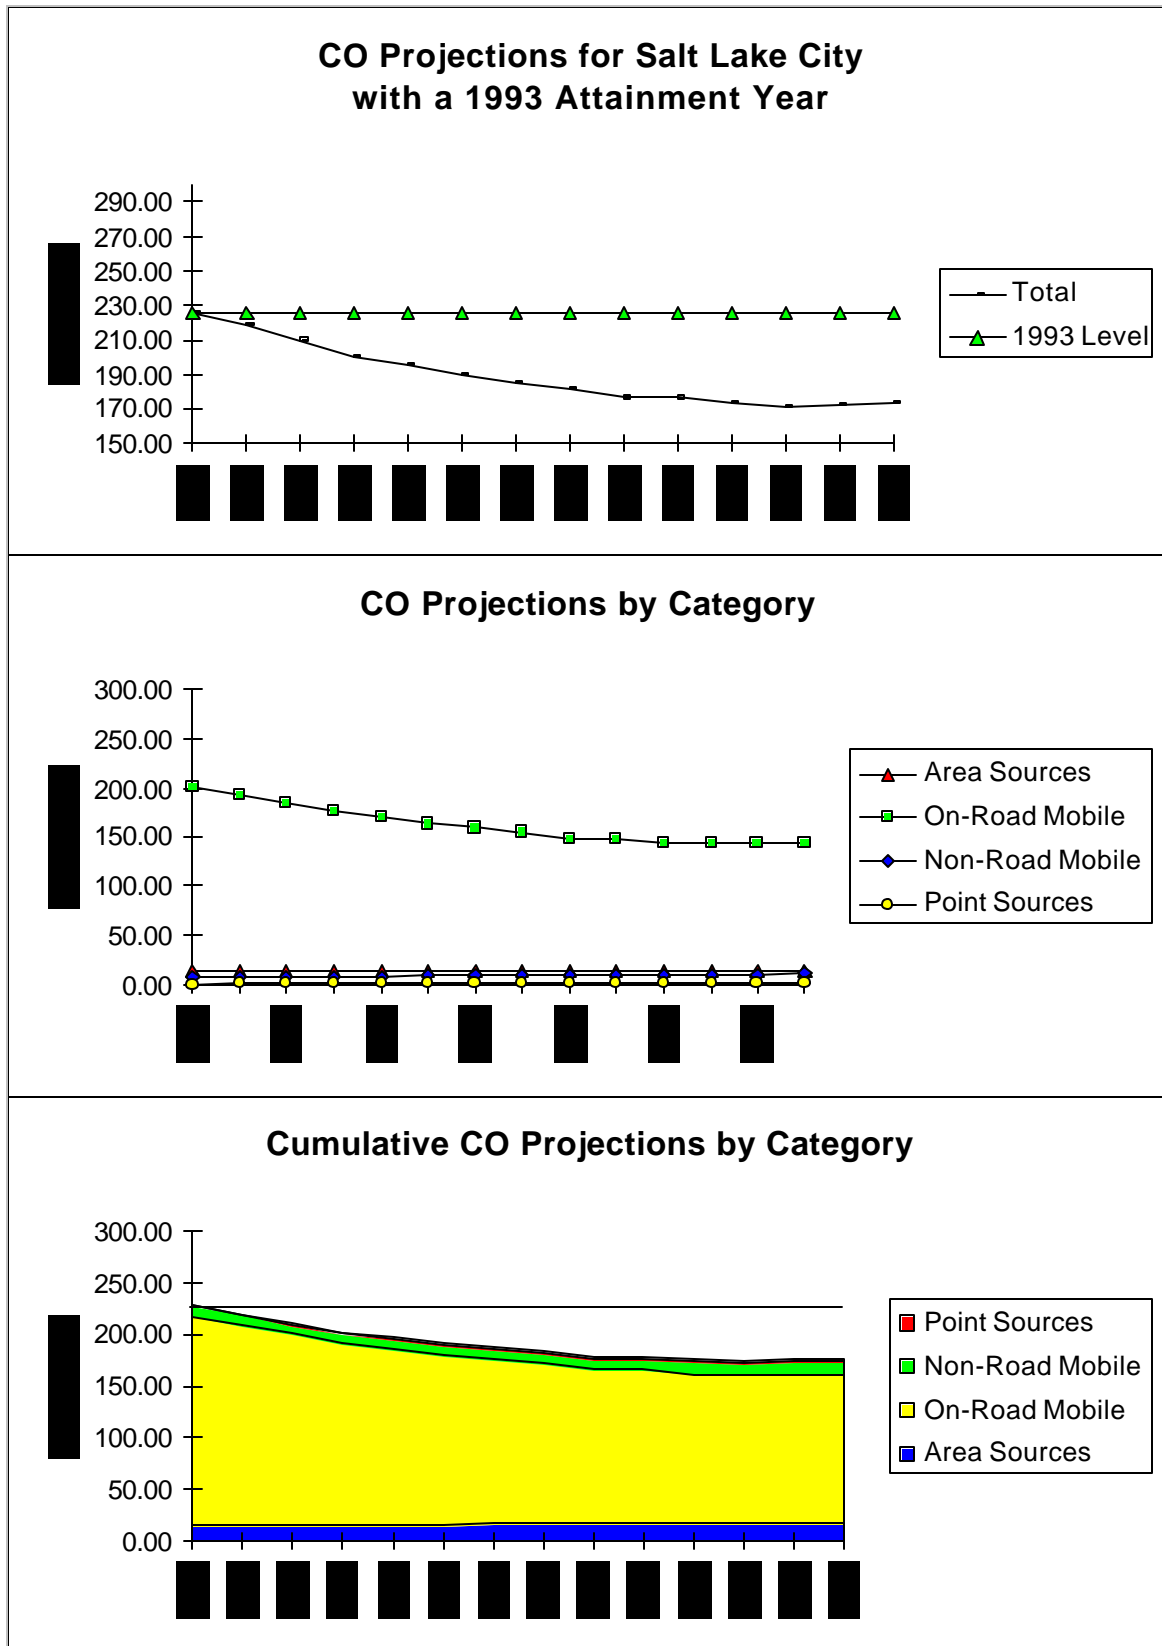 CO Projections for Salt Lake City
with a 1993 Attainment Year
290.00
270.00
250.00
230.00
210.00
190.00
170.00
150.00
Total
1993 Level
CO Projections by Category
300.00
250.00
200.00
150.00
100.00
50.00
0.00
Area Sources
On-Road Mobile
Non-Road Mobile
Point Sources
Cumulative CO Projections by Category
300.00
250.00
200.00
150.00
100.00
50.00
0.00
Point Sources
Non-Road Mobile
On-Road Mobile
Area Sources